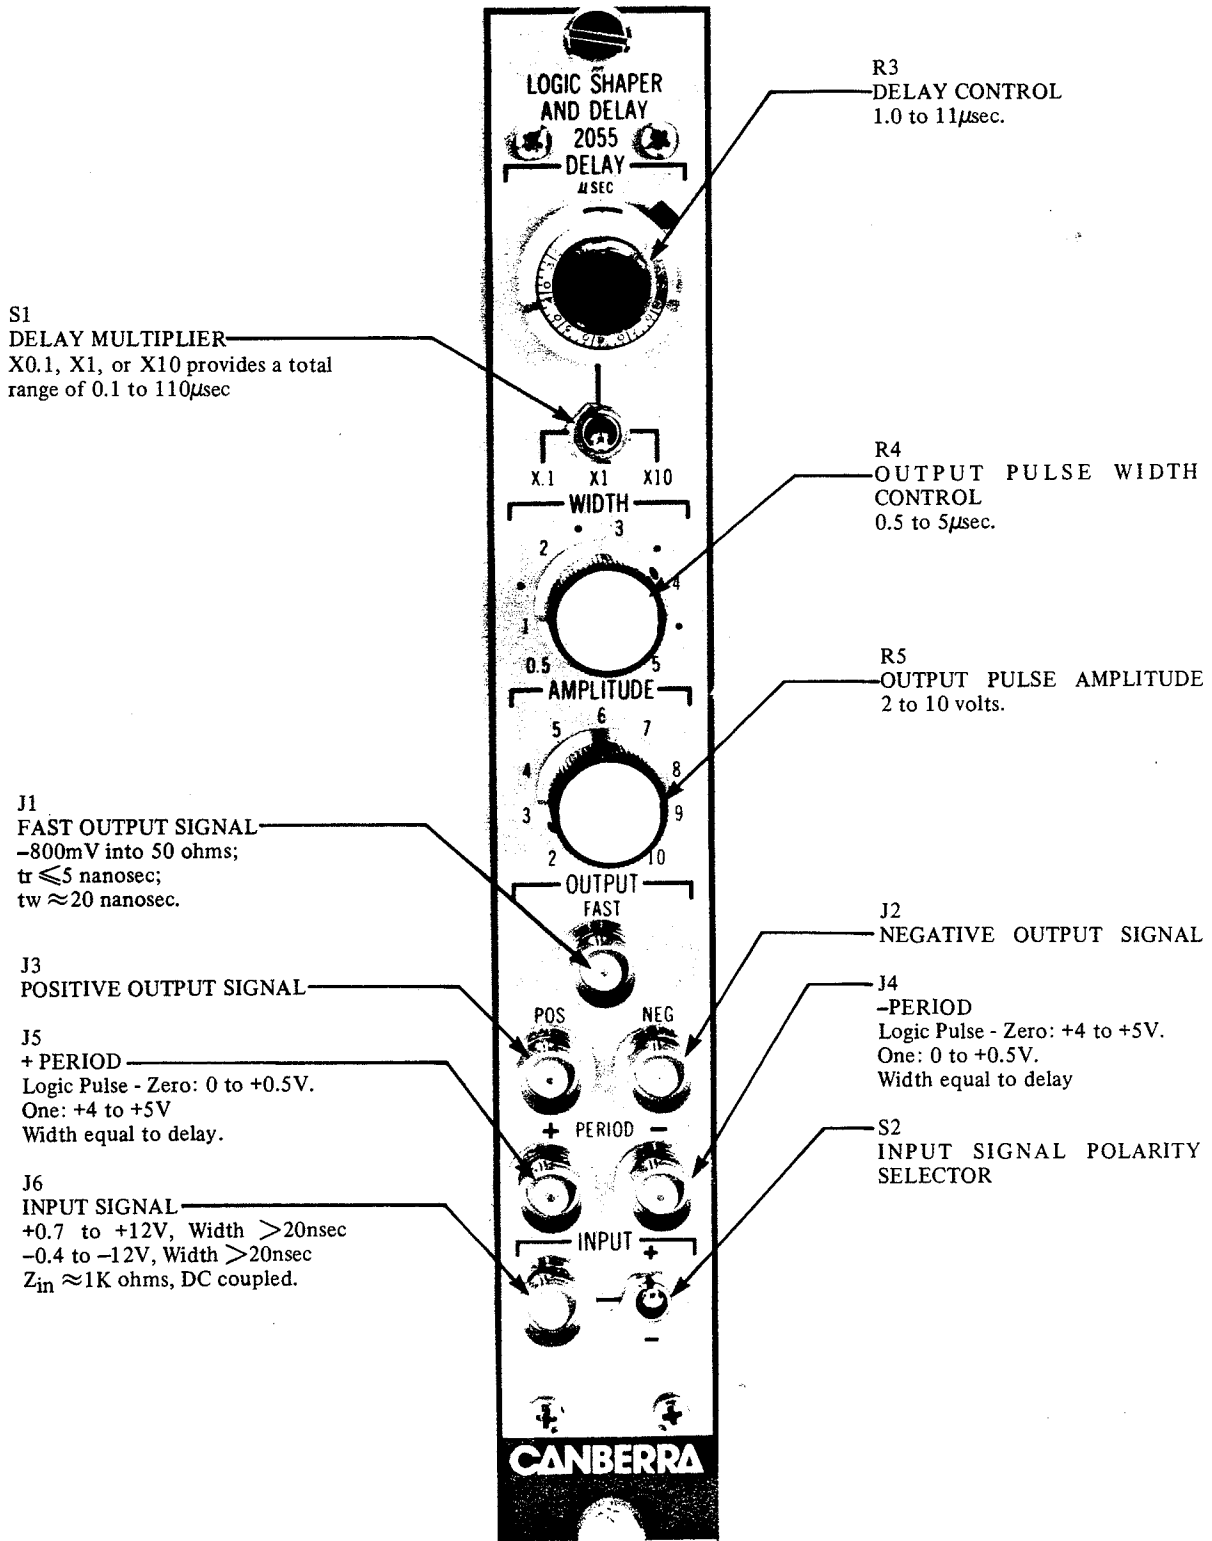 LOGIC SHAPER
AND DELAY
2055
DELAY
µSEC
R3
DELAY CONTROL
1.0 to 11µsec.
S1
DELAY MULTIPLIER
X0.1, X1, or X10 provides a total
range of 0.1 to 110µsec
X.1 X1 X10
R4
OUTPUT PULSE WIDTH
CONTROL
0.5 to 5µsec.
WIDTH
0.5 1 2 3 4 5
R5
OUTPUT PULSE AMPLITUDE
2 to 10 volts.
AMPLITUDE
2 3 4 5 6 7 8 9 10
J1
FAST OUTPUT SIGNAL
–800mV into 50 ohms;
tr ⩽5 nanosec;
tw ≈20 nanosec.
OUTPUT
FAST
J2
NEGATIVE OUTPUT SIGNAL
J3
POSITIVE OUTPUT SIGNAL
POS NEG
J4
–PERIOD
Logic Pulse - Zero: +4 to +5V.
One: 0 to +0.5V.
Width equal to delay
J5
+ PERIOD
Logic Pulse - Zero: 0 to +0.5V.
One: +4 to +5V
Width equal to delay.
+ PERIOD –
S2
INPUT SIGNAL POLARITY
SELECTOR
J6
INPUT SIGNAL
+0.7 to +12V, Width >20nsec
–0.4 to –12V, Width >20nsec
Zin ≈1K ohms, DC coupled.
INPUT
+
–
CANBERRA